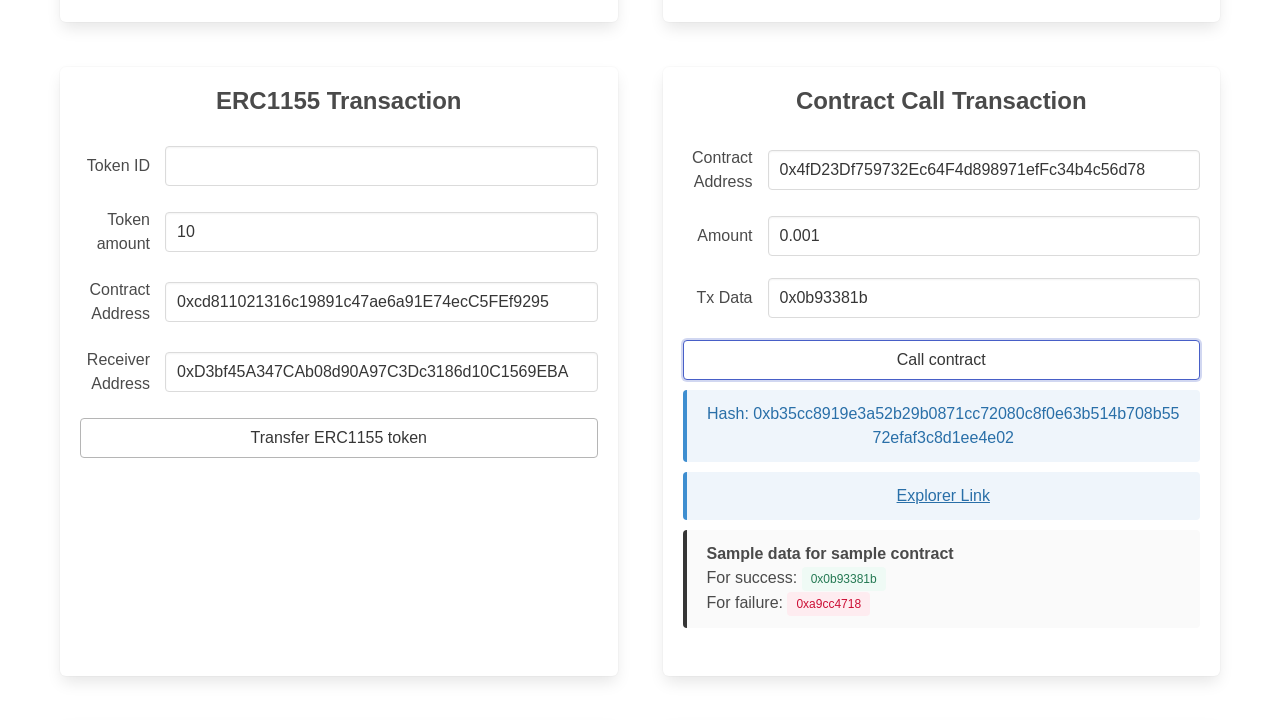 ERC1155 Transaction
Token ID
Token
amount
10
Contract
Address
0xcd811021316c19891c47ae6a91E74ecC5FEf9295
Receiver
Address
0xD3bf45A347CAb08d90A97C3Dc3186d10C1569EBA
Transfer ERC1155 token
Contract Call Transaction
Contract
Address
0x4fD23Df759732Ec64F4d898971efFc34b4c56d78
Amount
0.001
Tx Data
0x0b93381b
Call contract
Hash: 0xb35cc8919e3a52b29b0871cc72080c8f0e63b514b708b55
72efaf3c8d1ee4e02
Explorer Link
Sample data for sample contract
For success: 0x0b93381b
For failure: 0xa9cc4718